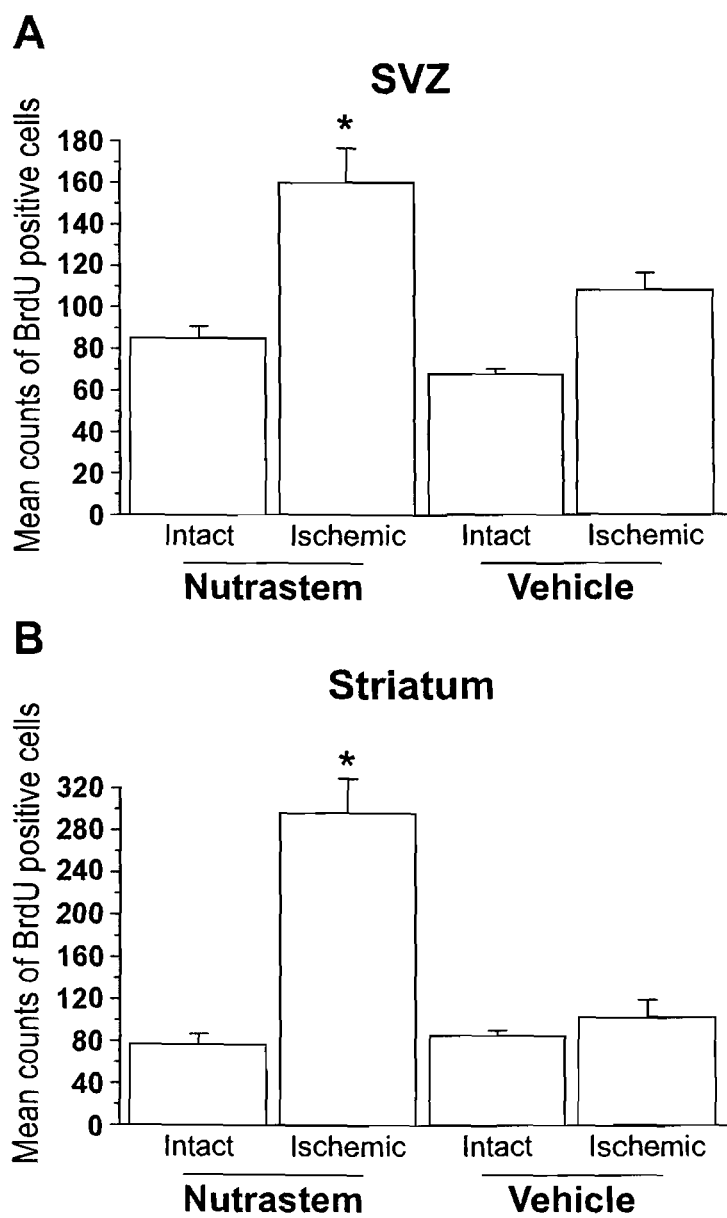 A
SVZ
*
Mean counts of BrdU positive cells
180
160
140
120
100
80
60
40
20
0
Intact Ischemic Intact Ischemic
Nutrastem Vehicle
B
Striatum
*
Mean counts of BrdU positive cells
320
280
240
200
160
120
80
40
0
Intact Ischemic Intact Ischemic
Nutrastem Vehicle